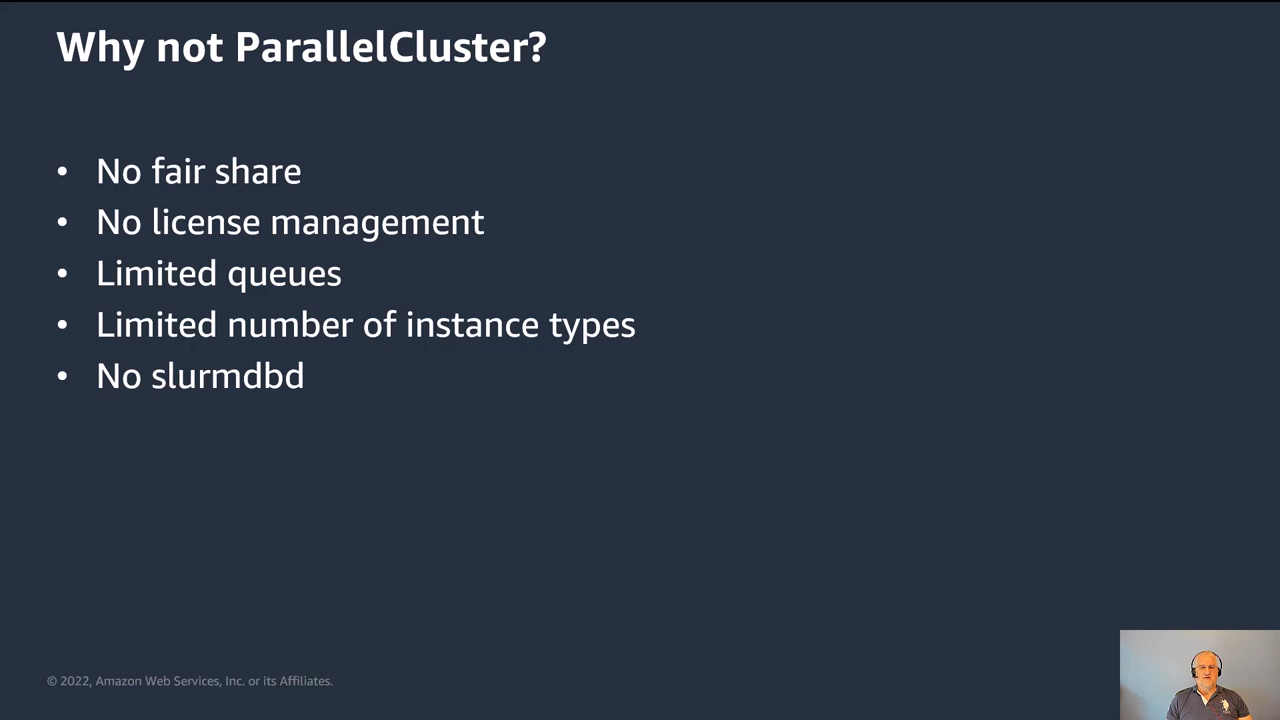 Why not ParallelCluster?
• No fair share
• No license management
• Limited queues
• Limited number of instance types
• No slurmdbd
© 2022, Amazon Web Services, Inc. or its Affiliates.